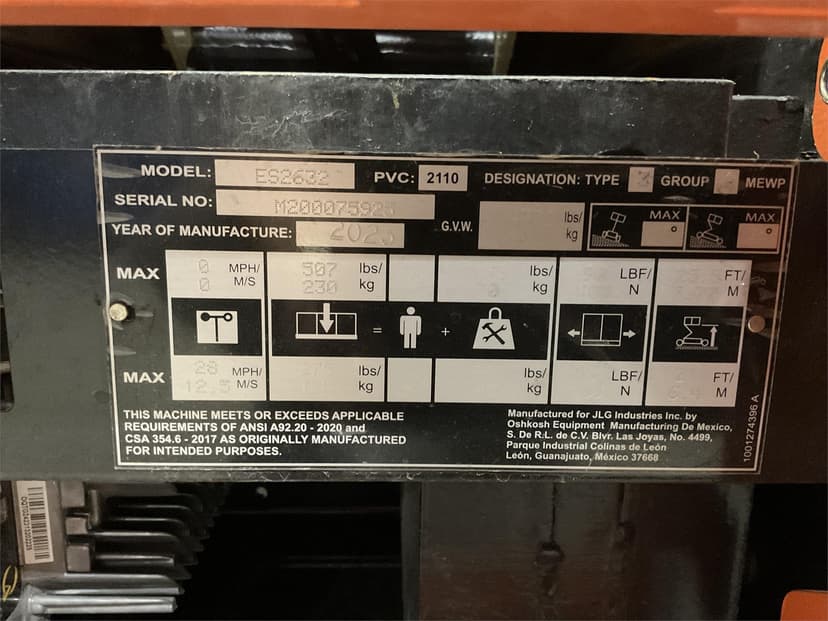 MODEL: ES2632 PVC: 2110 DESIGNATION: TYPE 3 GROUP MEWP
SERIAL NO: M20007592
YEAR OF MANUFACTURE: 2023 G.V.W. lbs/ kg MAX ° MAX °
MAX 0 MPH/ 507 lbs/ lbs/ LBF/ FT/
0 M/S 230 kg 0 kg N M
= +
MAX 28 MPH/ lbs/ lbs/ LBF/ FT/
12.5 M/S kg kg N M
THIS MACHINE MEETS OR EXCEEDS APPLICABLE
REQUIREMENTS OF ANSI A92.20 - 2020 and
CSA 354.6 - 2017 AS ORIGINALLY MANUFACTURED
FOR INTENDED PURPOSES.
Manufactured for JLG Industries Inc. by
Oshkosh Equipment Manufacturing De Mexico,
S. De R.L. de C.V. Blvr. Las Joyas, No. 4499,
Parque Industrial Colinas de León
León, Guanajuato, México 37668
1001274396 A